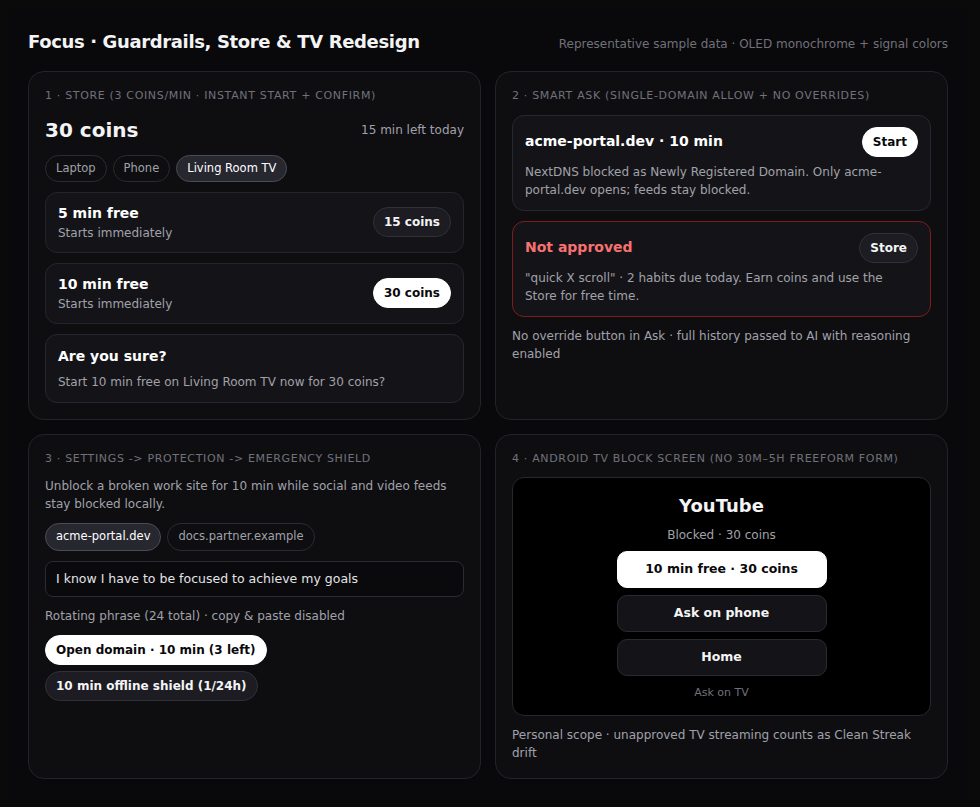 Focus · Guardrails, Store & TV Redesign
Representative sample data · OLED monochrome + signal colors
1 · STORE (3 COINS/MIN · INSTANT START + CONFIRM)
30 coins
15 min left today
Laptop
Phone
Living Room TV
5 min free
Starts immediately
15 coins
10 min free
Starts immediately
30 coins
Are you sure?
Start 10 min free on Living Room TV now for 30 coins?
2 · SMART ASK (SINGLE-DOMAIN ALLOW + NO OVERRIDES)
acme-portal.dev · 10 min
Start
NextDNS blocked as Newly Registered Domain. Only acme-
portal.dev opens; feeds stay blocked.
Not approved
Store
"quick X scroll" · 2 habits due today. Earn coins and use the
Store for free time.
No override button in Ask · full history passed to AI with reasoning
enabled
3 · SETTINGS -> PROTECTION -> EMERGENCY SHIELD
Unblock a broken work site for 10 min while social and video feeds
stay blocked locally.
acme-portal.dev
docs.partner.example
I know I have to be focused to achieve my goals
Rotating phrase (24 total) · copy & paste disabled
Open domain · 10 min (3 left)
10 min offline shield (1/24h)
4 · ANDROID TV BLOCK SCREEN (NO 30M–5H FREEFORM FORM)
YouTube
Blocked · 30 coins
10 min free · 30 coins
Ask on phone
Home
Ask on TV
Personal scope · unapproved TV streaming counts as Clean Streak
drift